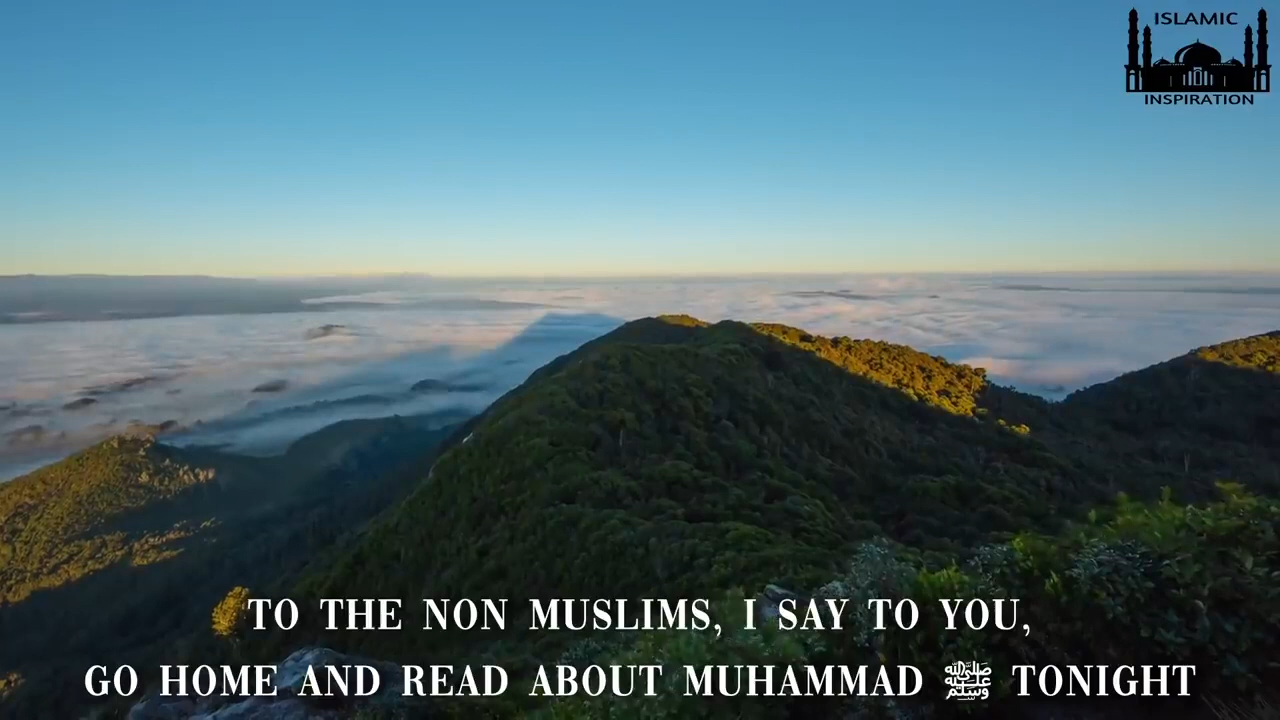 ISLAMIC
INSPIRATION
TO THE NON MUSLIMS, I SAY TO YOU,
GO HOME AND READ ABOUT MUHAMMAD ﷺ TONIGHT